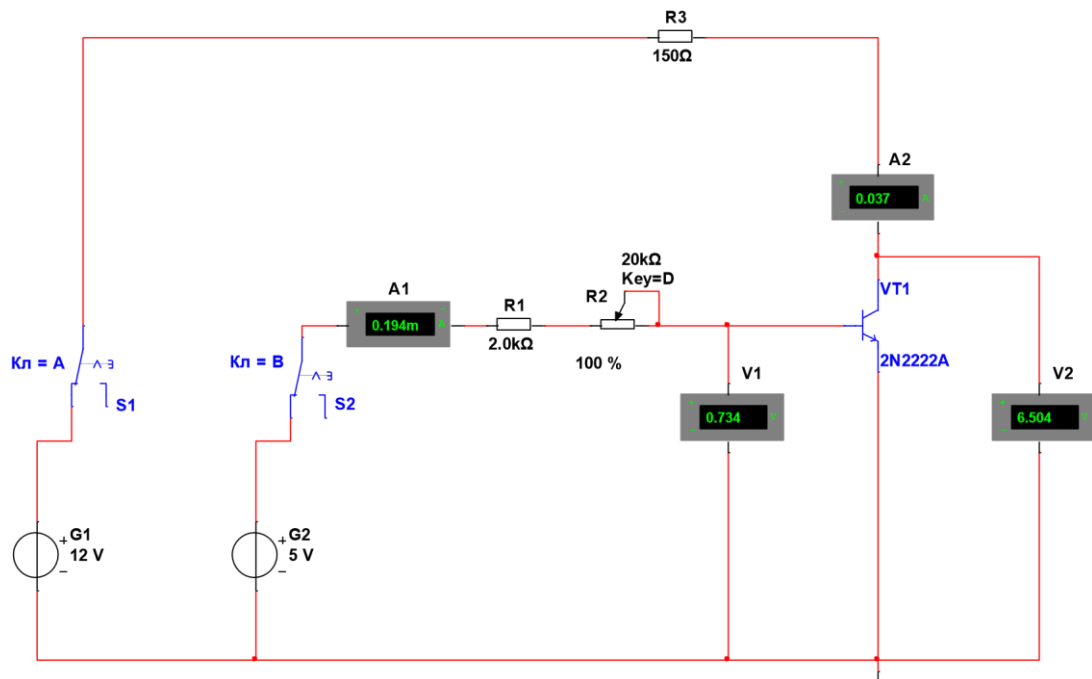 R3
150Ω
A2
0.037
A
VT1
2N2222A
20kΩ
Key=D
A1
R1
R2
0.194m
A
2.0kΩ
100 %
Кл = A
S1
Кл = B
S2
V1
0.734
V
V2
6.504
V
G1
12 V
G2
5 V